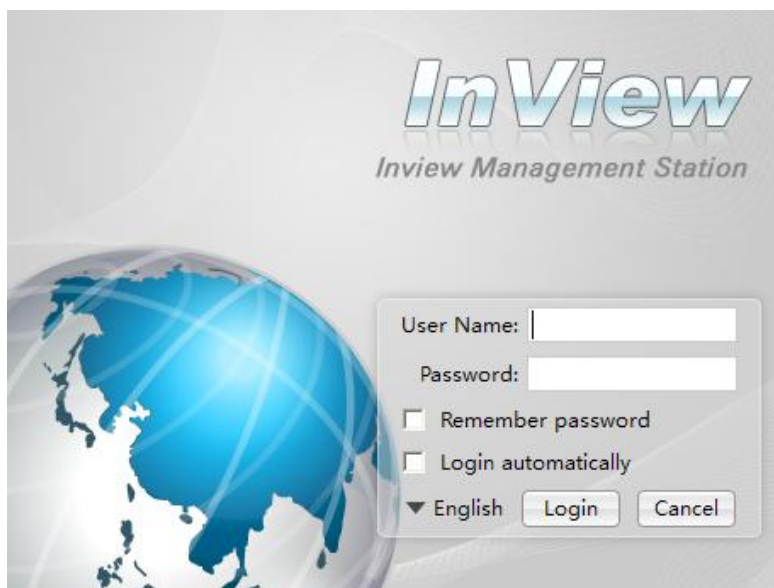 InView
Inview Management Station
User Name:
Password:
Remember password
Login automatically
English Login Cancel